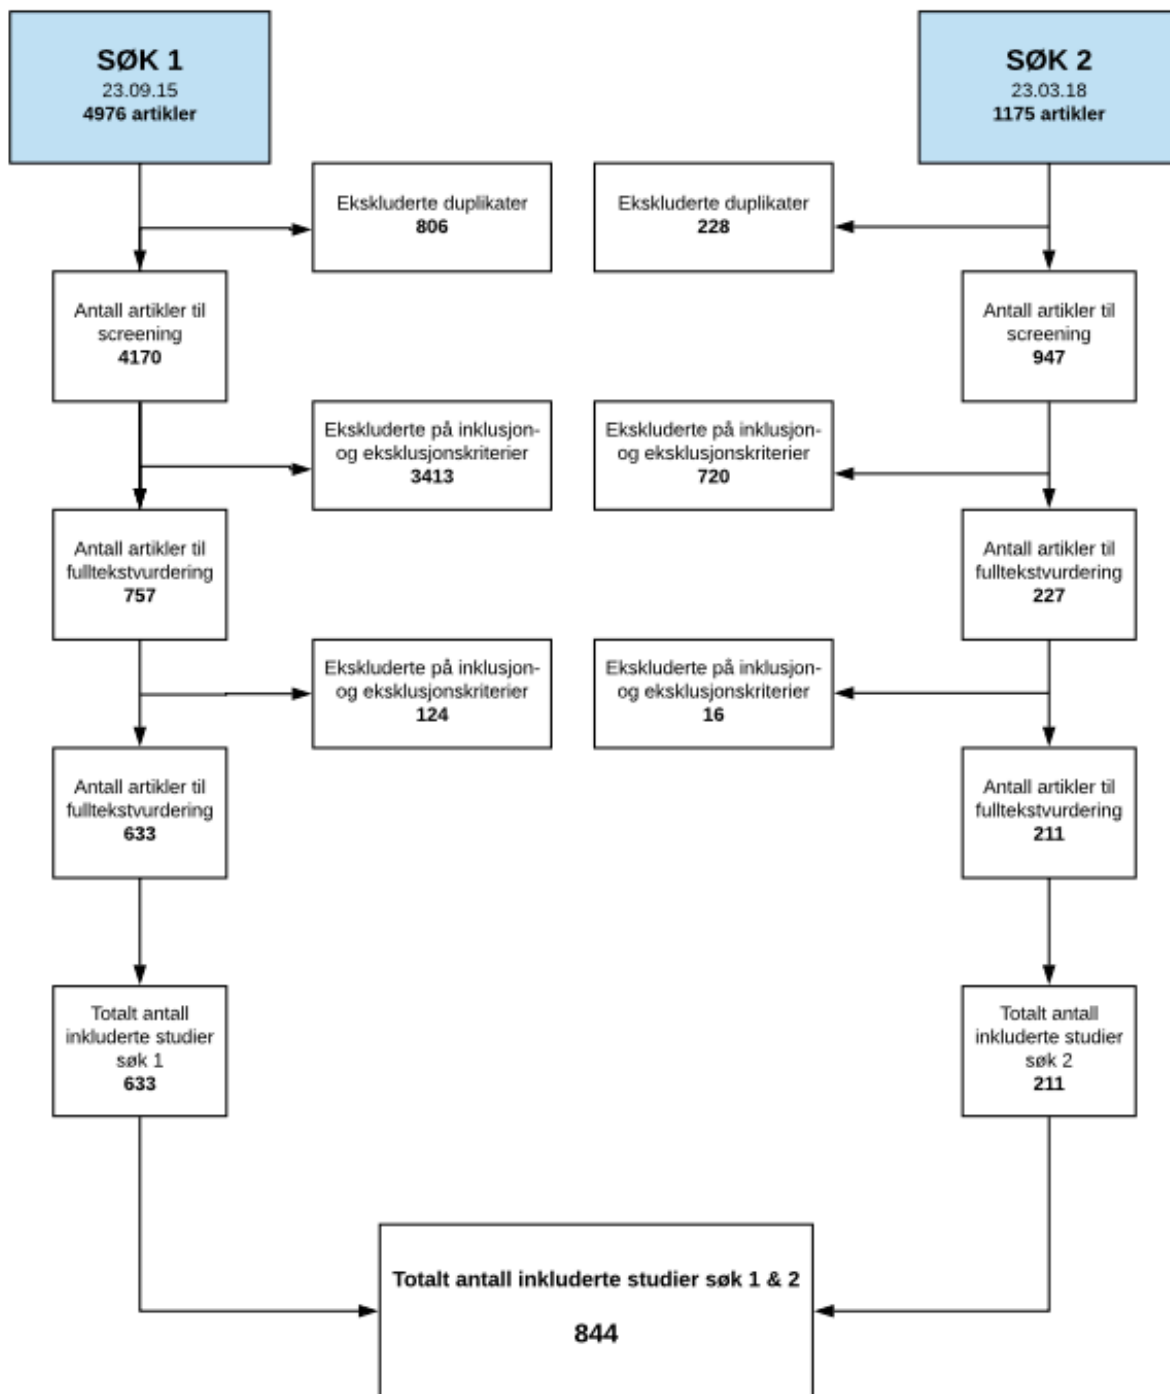 SØK 1
23.09.15
4976 artikler
SØK 2
23.03.18
1175 artikler
Ekskluderte duplikater
806
Ekskluderte duplikater
228
Antall artikler til
screening
4170
Antall artikler til
screening
947
Ekskluderte på inklusjon-
og eksklusjonskriterier
3413
Ekskluderte på inklusjon-
og eksklusjonskriterier
720
Antall artikler til
fulltekstvurdering
757
Antall artikler til
fulltekstvurdering
227
Ekskluderte på inklusjon-
og eksklusjonskriterier
124
Ekskluderte på inklusjon-
og eksklusjonskriterier
16
Antall artikler til
fulltekstvurdering
633
Antall artikler til
fulltekstvurdering
211
Totalt antall
inkluderte studier
søk 1
633
Totalt antall
inkluderte studier
søk 2
211
Totalt antall inkluderte studier søk 1 & 2
844